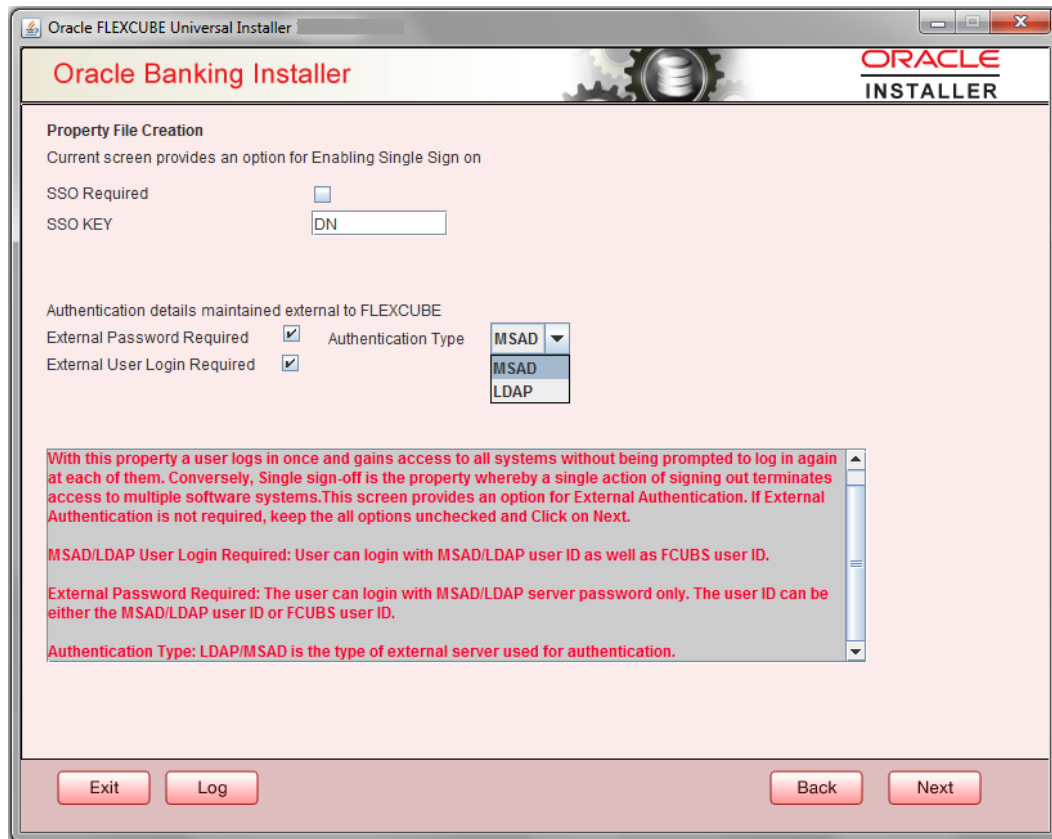 Oracle FLEXCUBE Universal Installer
Oracle Banking Installer
ORACLE
INSTALLER
Property File Creation
Current screen provides an option for Enabling Single Sign on
SSO Required
SSO KEY DN
Authentication details maintained external to FLEXCUBE
External Password Required Authentication Type MSAD
External User Login Required MSAD
LDAP
With this property a user logs in once and gains access to all systems without being prompted to log in again
at each of them. Conversely, Single sign-off is the property whereby a single action of signing out terminates
access to multiple software systems.This screen provides an option for External Authentication. If External
Authentication is not required, keep the all options unchecked and Click on Next.
MSAD/LDAP User Login Required: User can login with MSAD/LDAP user ID as well as FCUBS user ID.
External Password Required: The user can login with MSAD/LDAP server password only. The user ID can be
either the MSAD/LDAP user ID or FCUBS user ID.
Authentication Type: LDAP/MSAD is the type of external server used for authentication.
Exit Log Back Next